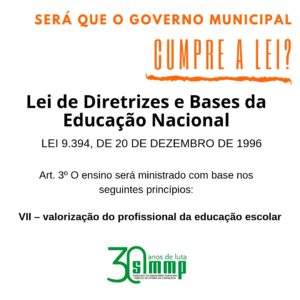 SERÁ QUE O GOVERNO MUNICIPAL
CUMPRE A LEI?
Lei de Diretrizes e Bases da
Educação Nacional
LEI 9.394, DE 20 DE DEZEMBRO DE 1996
Art. 3º O ensino será ministrado com base nos
seguintes princípios:
VII – valorização do profissional da educação escolar
30 anos de luta
simmp